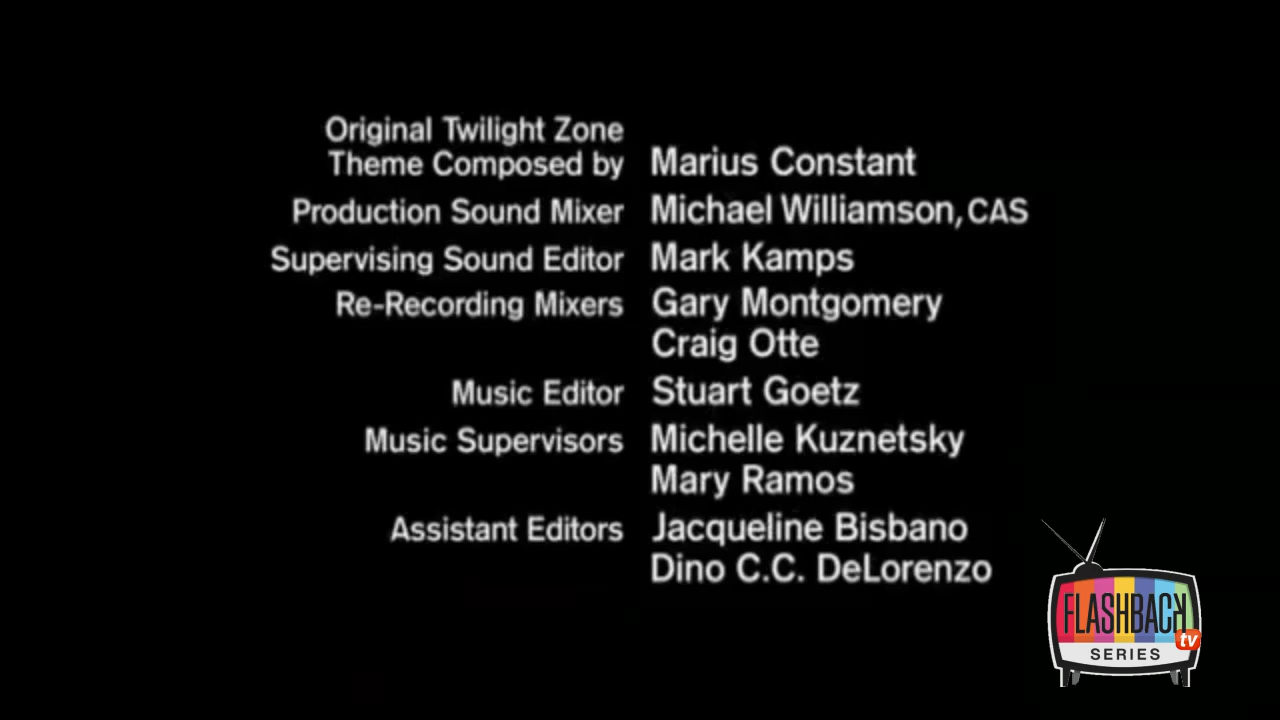 Original Twilight Zone
Theme Composed by Marius Constant
Production Sound Mixer Michael Williamson, CAS
Supervising Sound Editor Mark Kamps
Re-Recording Mixers Gary Montgomery
Craig Otte
Music Editor Stuart Goetz
Music Supervisors Michelle Kuznetsky
Mary Ramos
Assistant Editors Jacqueline Bisbano
Dino C.C. DeLorenzo
FLASHBACK
tv
SERIES